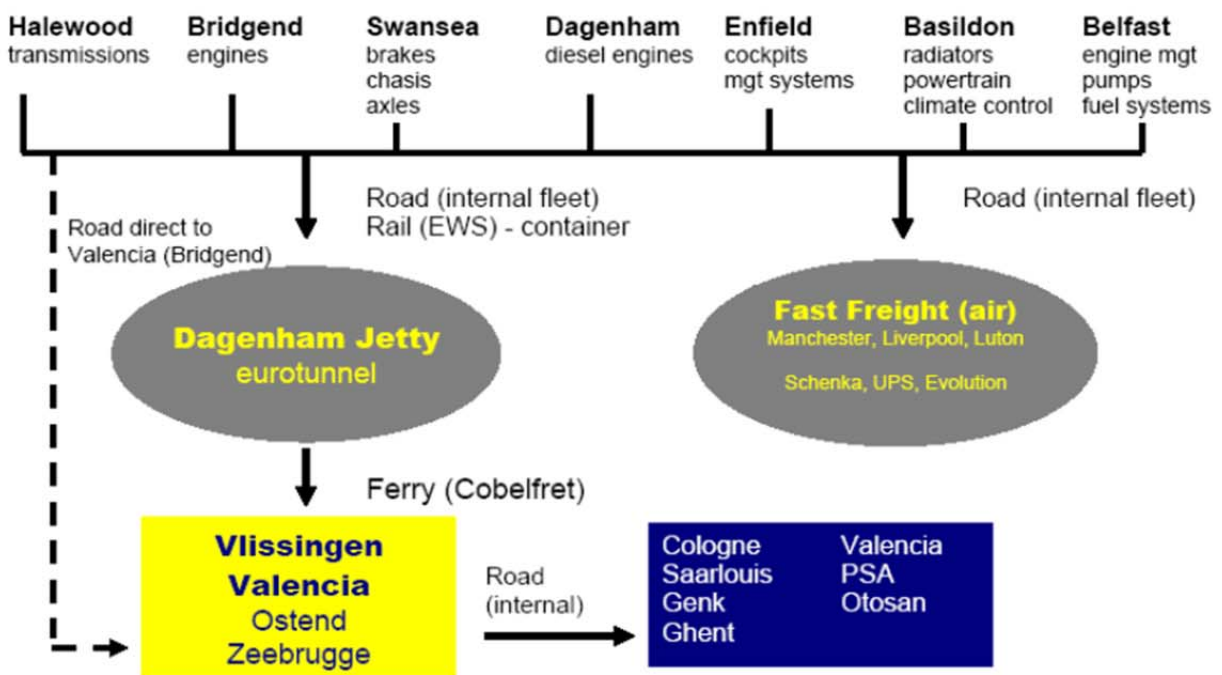 Halewood
transmissions
Bridgend
engines
Swansea
brakes
chasis
axles
Dagenham
diesel engines
Enfield
cockpits
mgt systems
Basildon
radiators
powertrain
climate control
Belfast
engine mgt
pumps
fuel systems
Road direct to
Valencia (Bridgend)
Road (internal fleet)
Rail (EWS) - container
Road (internal fleet)
Dagenham Jetty
eurotunnel
Fast Freight (air)
Manchester, Liverpool, Luton
Schenka, UPS, Evolution
Ferry (Cobelfret)
Vlissingen
Valencia
Ostend
Zeebrugge
Road
(internal)
Cologne
Saarlouis
Genk
Ghent
Valencia
PSA
Otosan